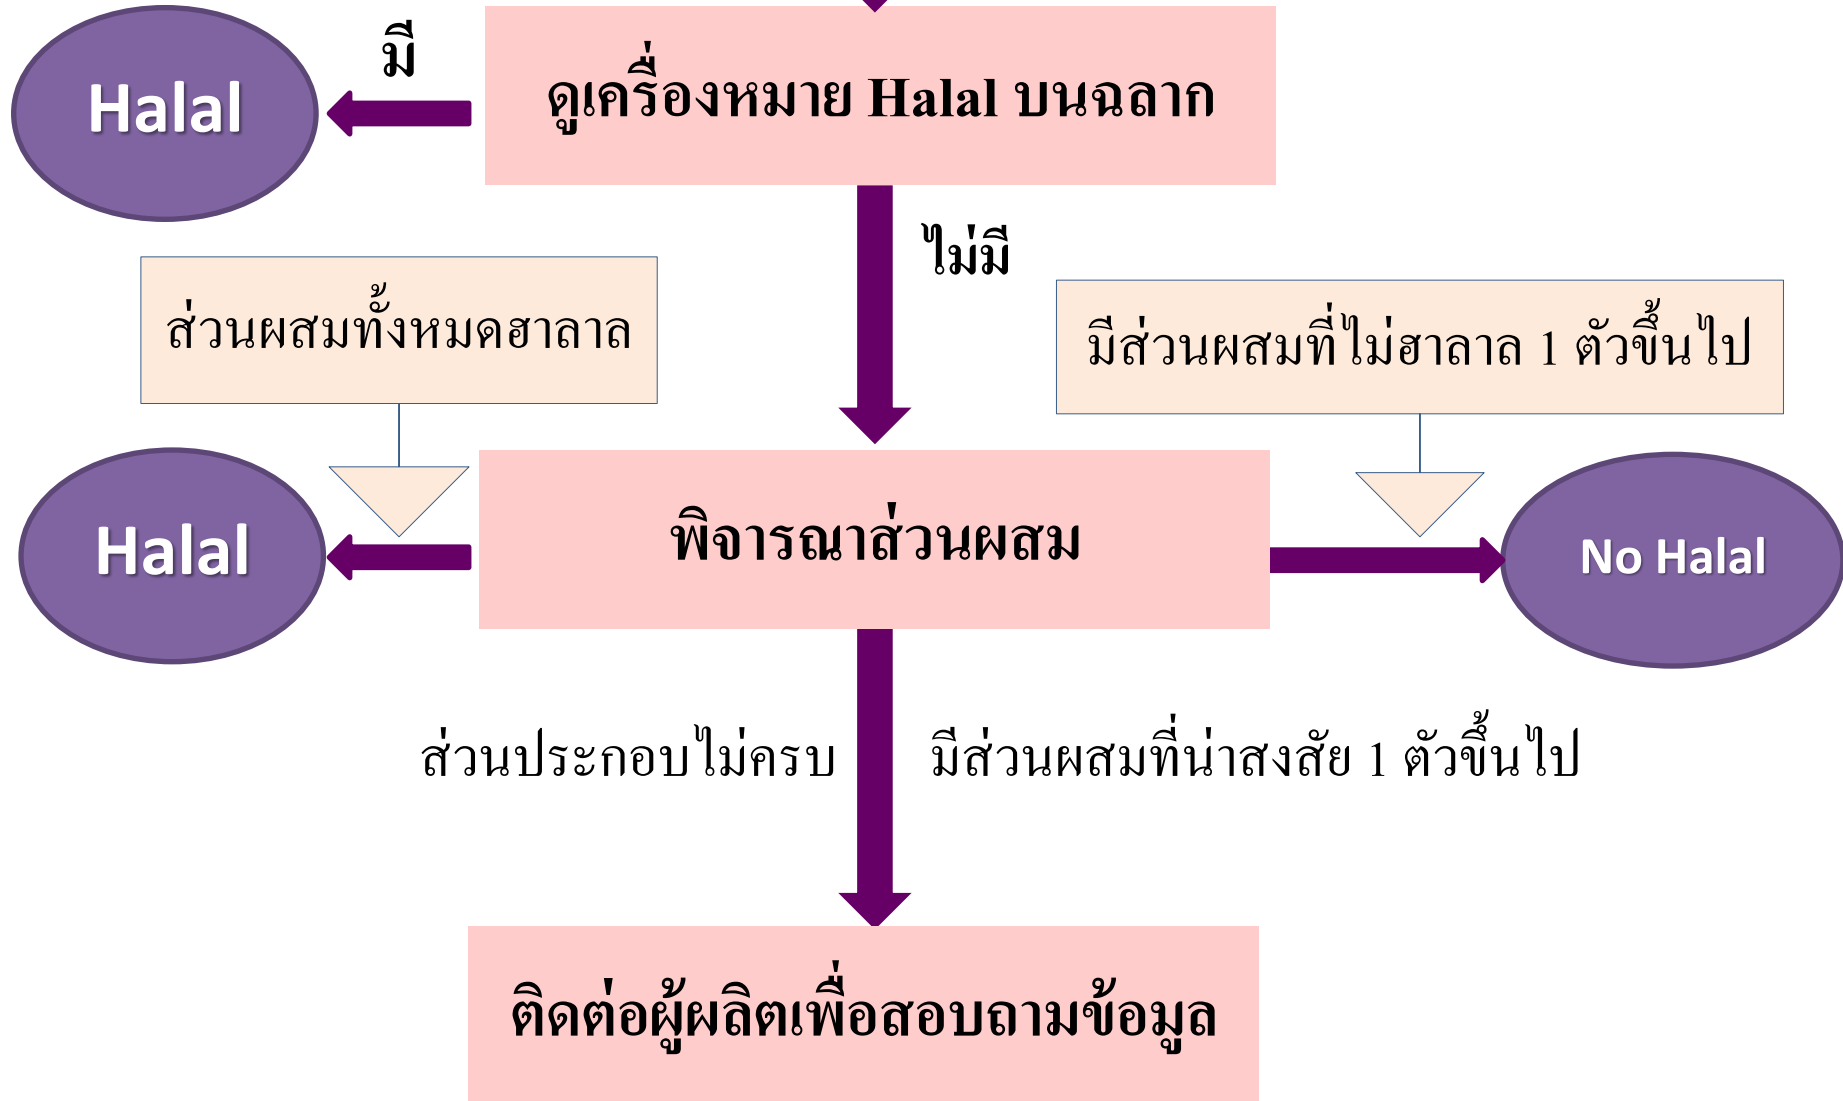 Halal
มี
ดูเครื่องหมาย Halal บนฉลาก
ไม่มี
ส่วนผสมทั้งหมดฮาลาล
มีส่วนผสมที่ไม่ฮาลาล 1 ตัวขึ้นไป
Halal
พิจารณาส่วนผสม
No Halal
ส่วนประกอบไม่ครบ
มีส่วนผสมที่น่าสงสัย 1 ตัวขึ้นไป
ติดต่อผู้ผลิตเพื่อสอบถามข้อมูล